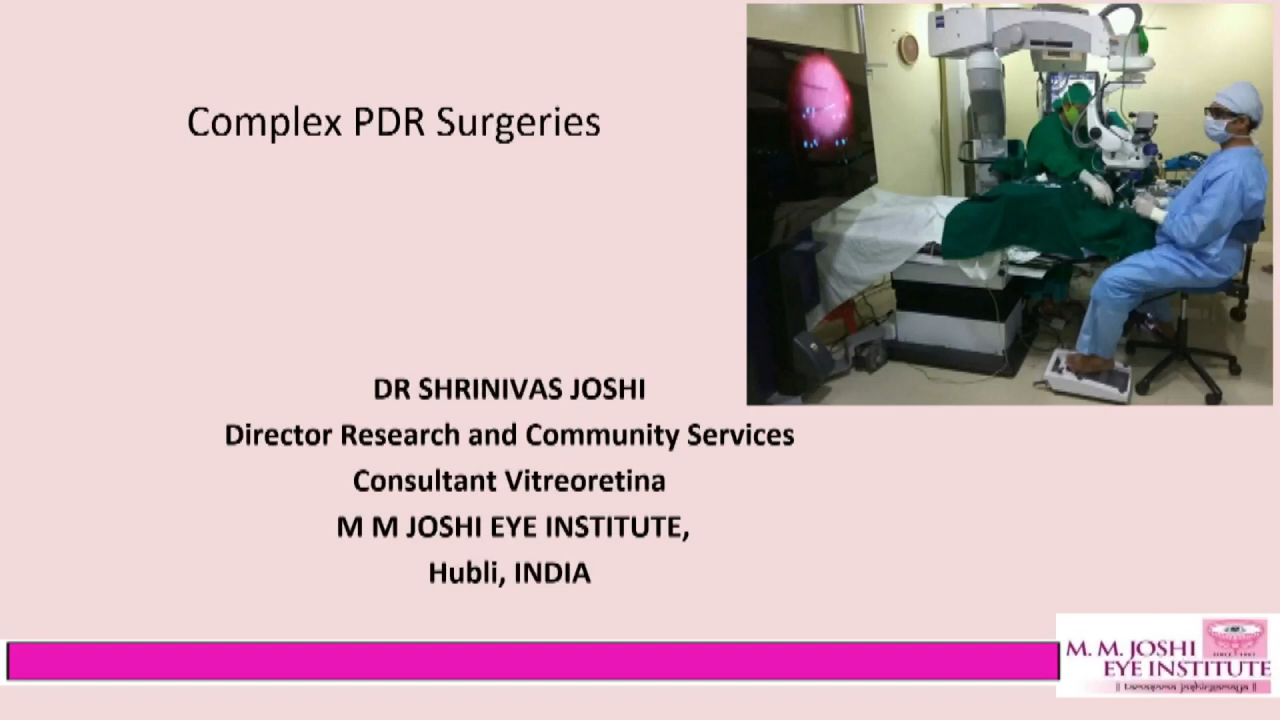 Complex PDR Surgeries
DR SHRINIVAS JOSHI
Director Research and Community Services
Consultant Vitreoretina
M M JOSHI EYE INSTITUTE,
Hubli, INDIA
M. M. JOSHI
EYE INSTITUTE